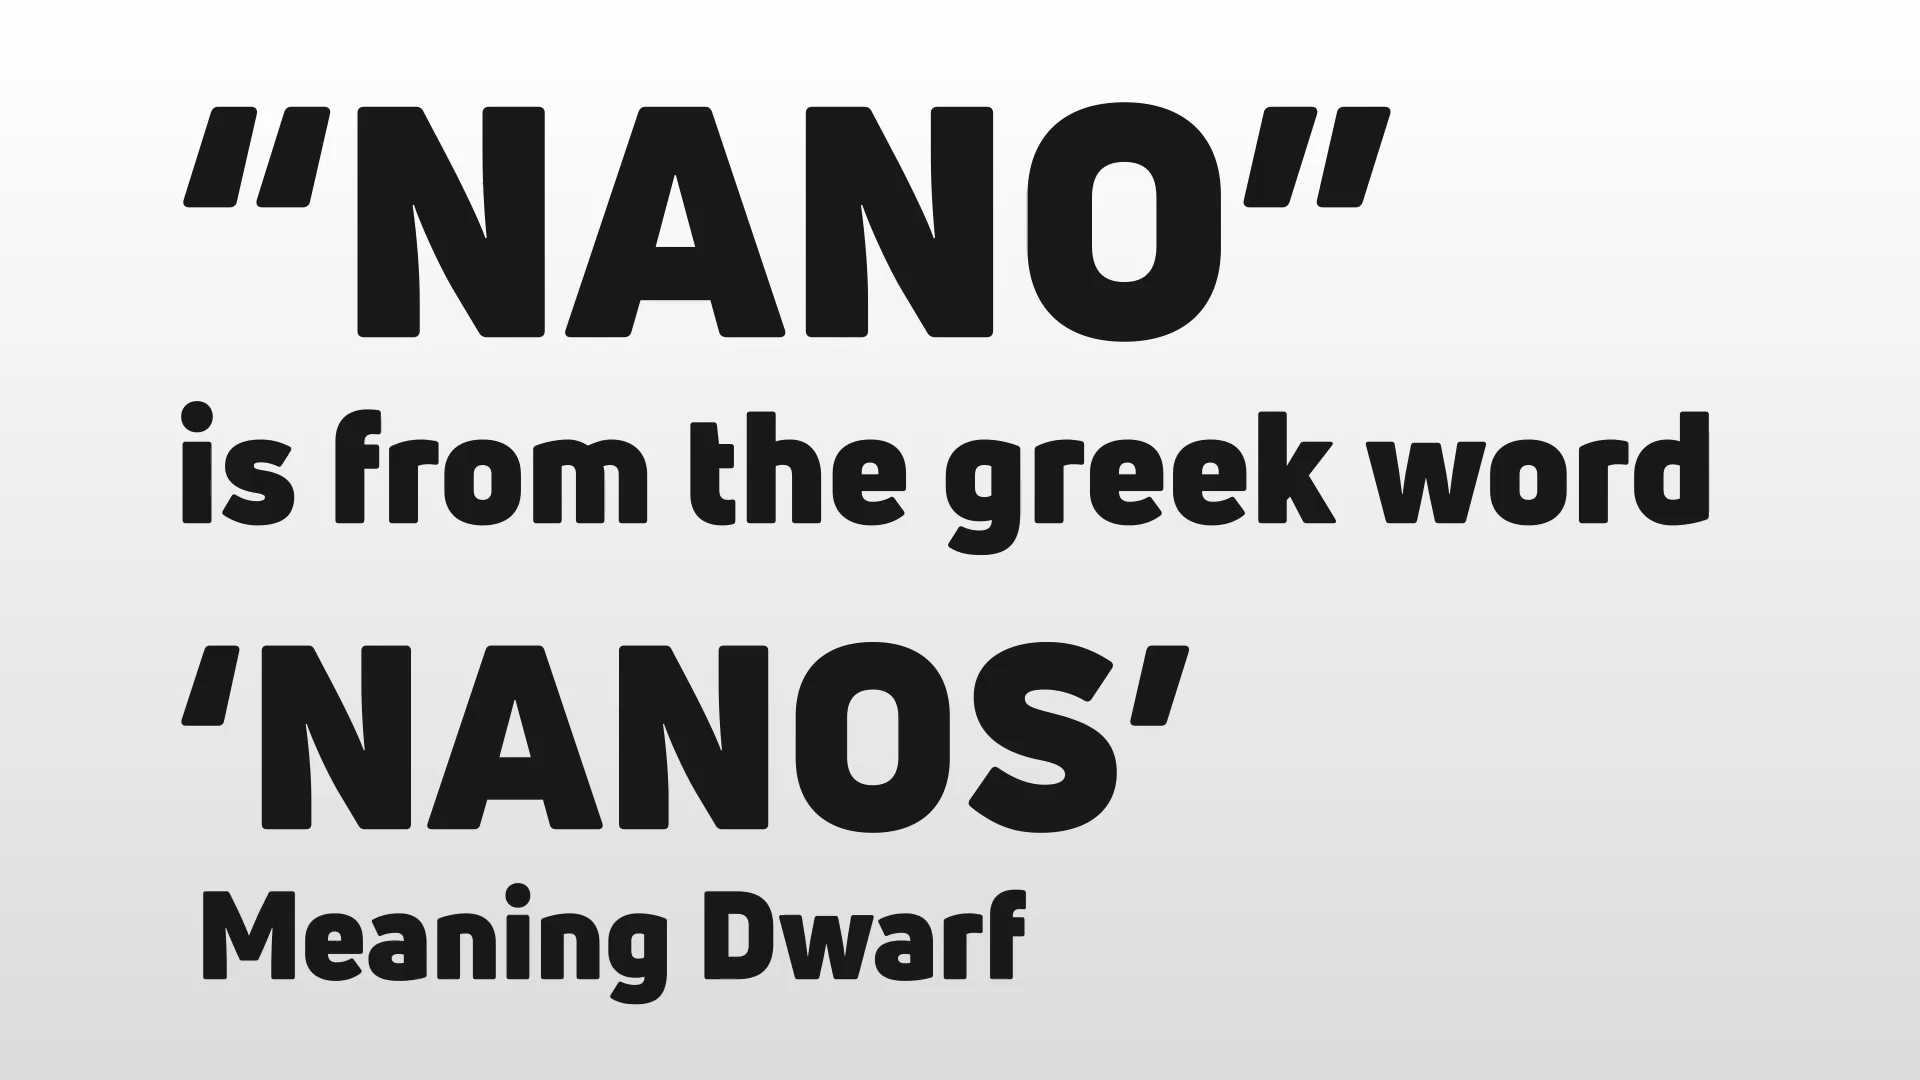 “NANO”
is from the greek word
‘NANOS’
Meaning Dwarf